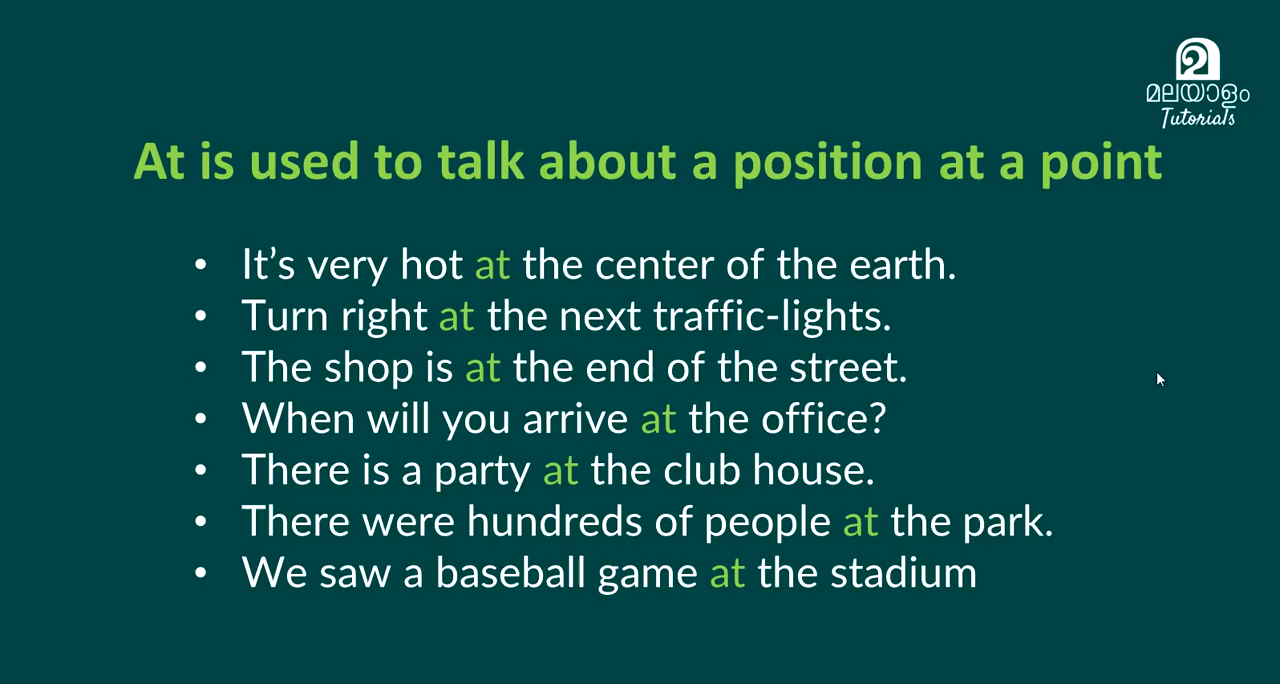 മ
മലയാളം
Tutorials
At is used to talk about a position at a point
• It’s very hot at the center of the earth.
• Turn right at the next traffic-lights.
• The shop is at the end of the street.
• When will you arrive at the office?
• There is a party at the club house.
• There were hundreds of people at the park.
• We saw a baseball game at the stadium